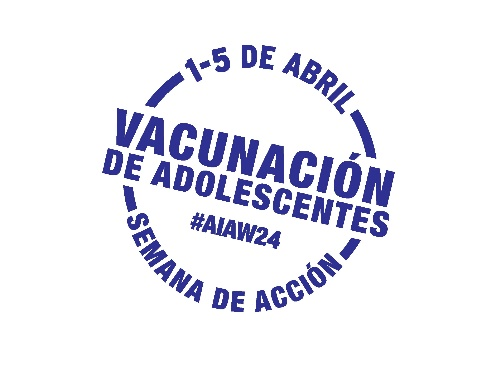 1-5 DE ABRIL
VACUNACIÓN
DE ADOLESCENTES
#AIAW24
SEMANA DE ACCIÓN